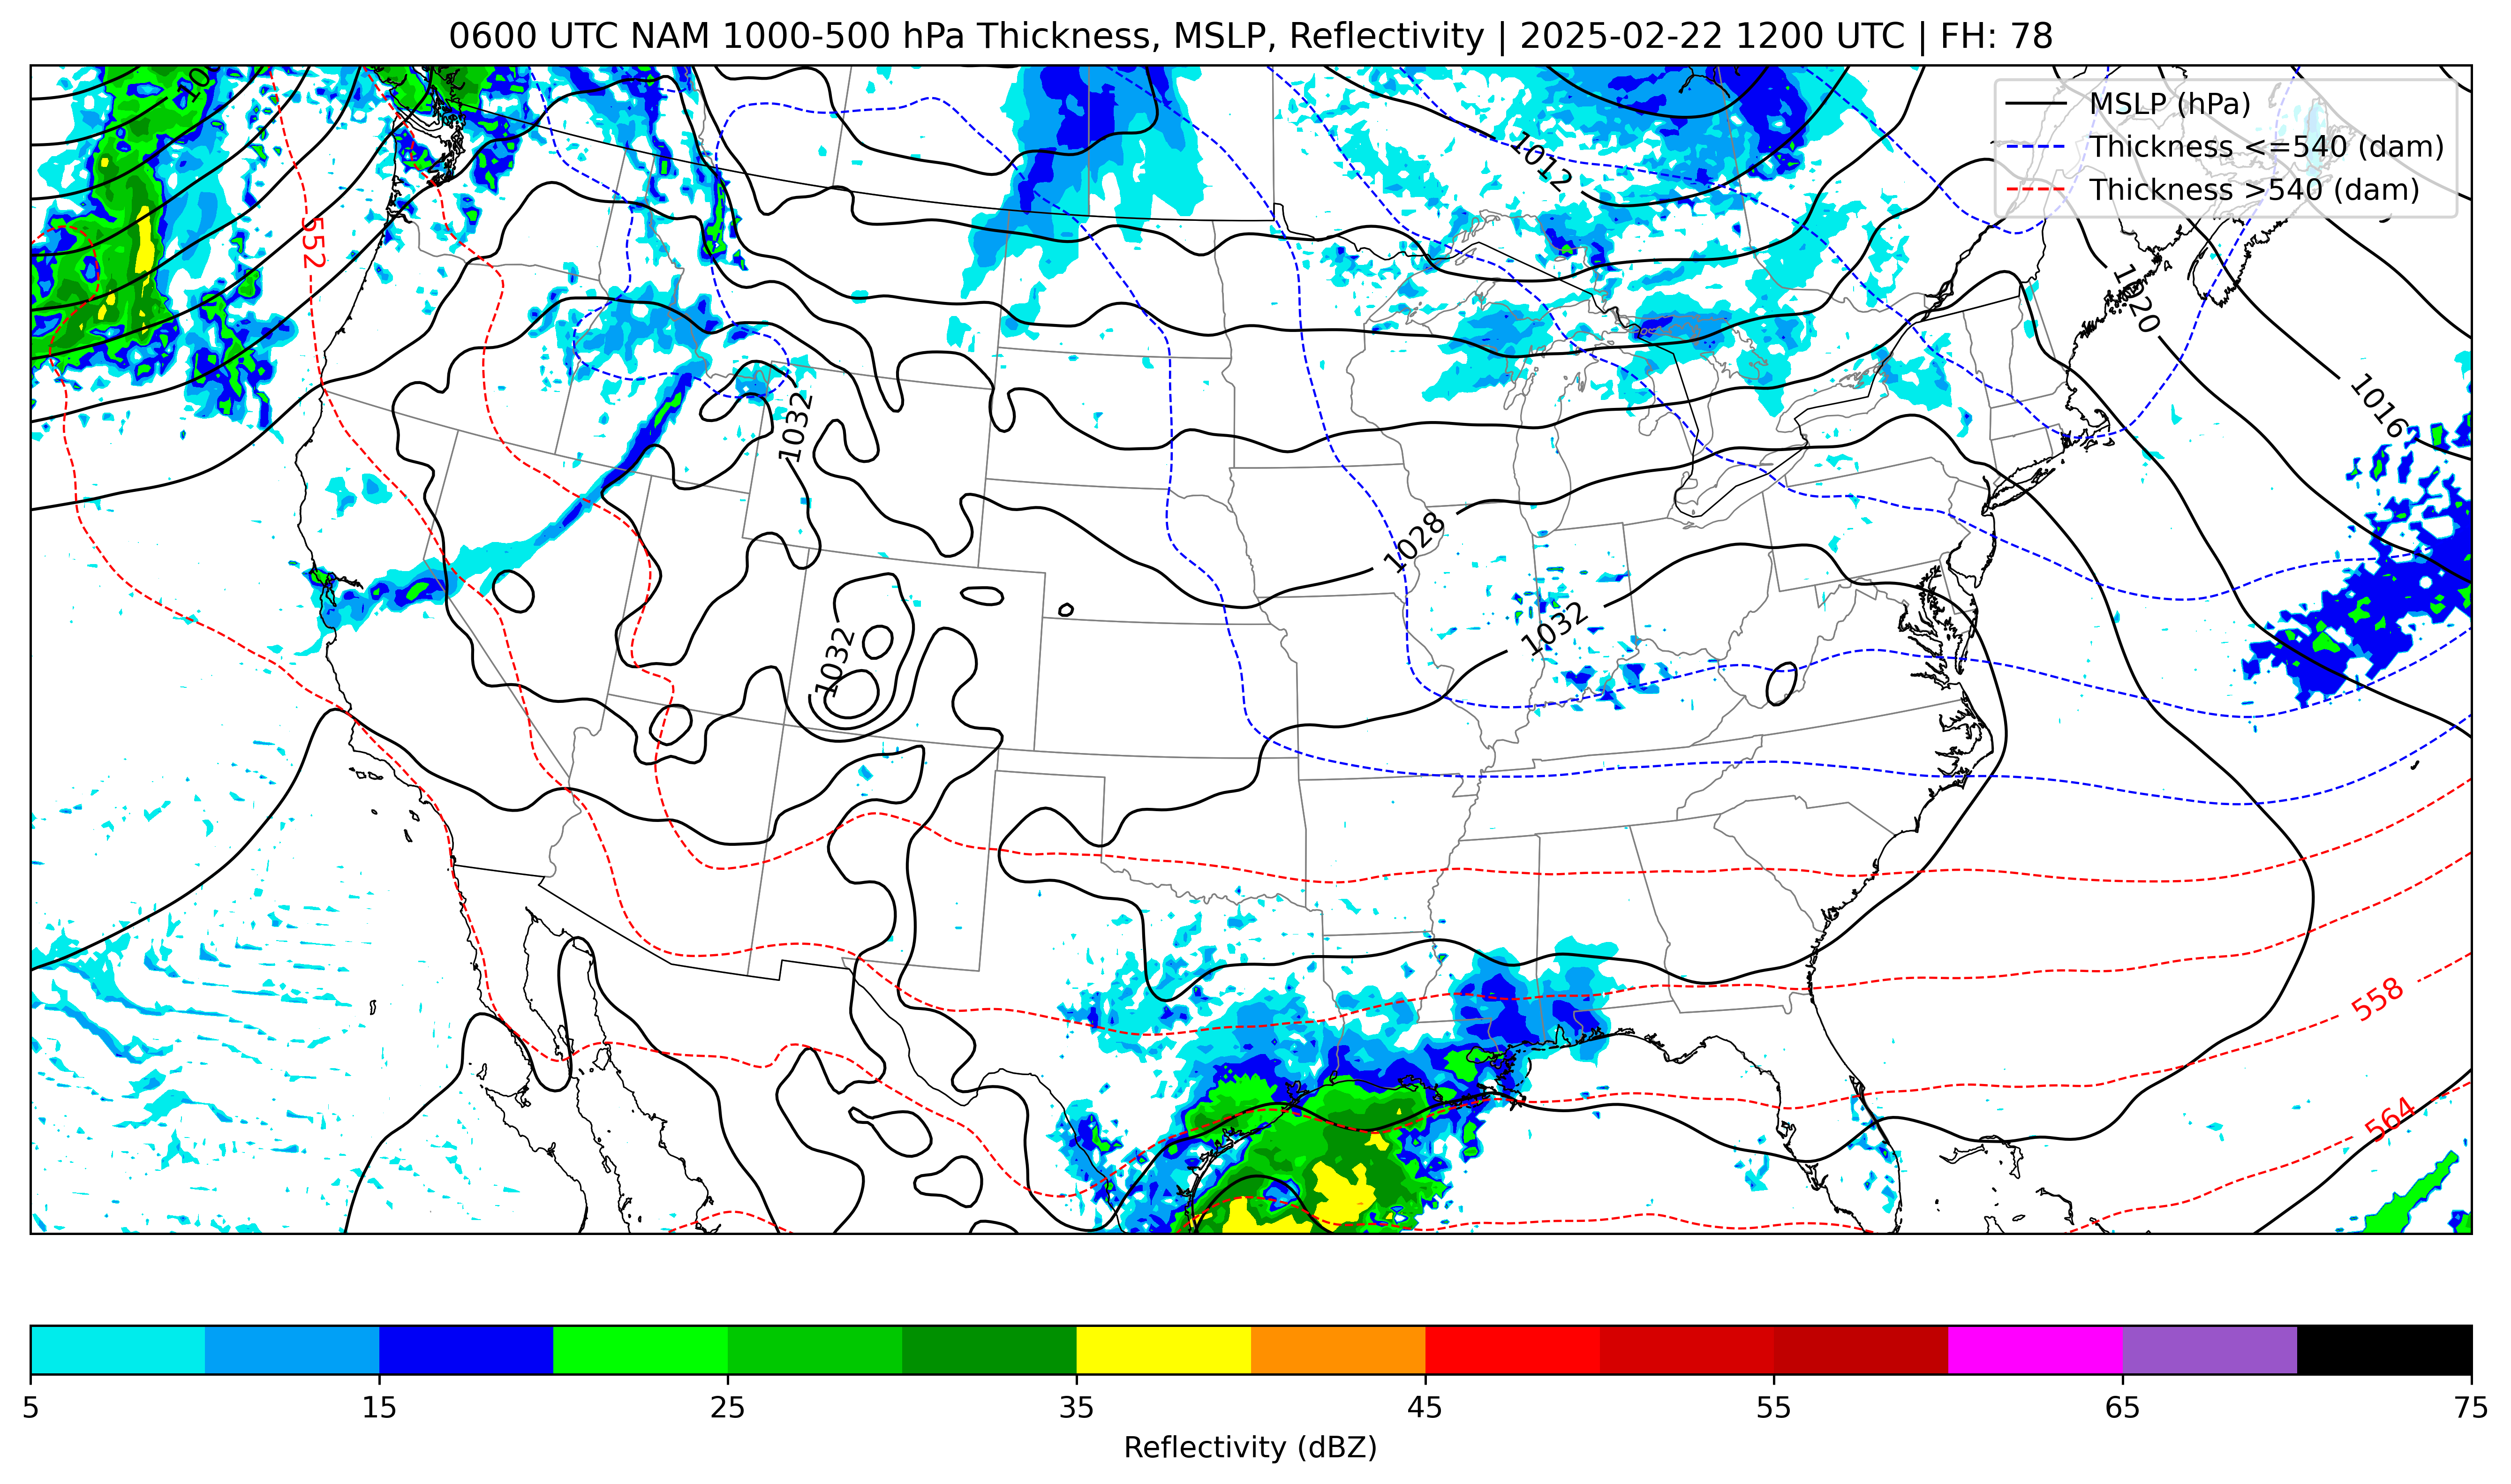 0600 UTC NAM 1000-500 hPa Thickness, MSLP, Reflectivity | 2025-02-22 1200 UTC | FH: 78
MSLP (hPa)
Thickness <=540 (dam)
Thickness >540 (dam)
1012
552
1020
1016
1032
1028
1032
1032
558
564
5 15 25 35 45 55 65 75
Reflectivity (dBZ)